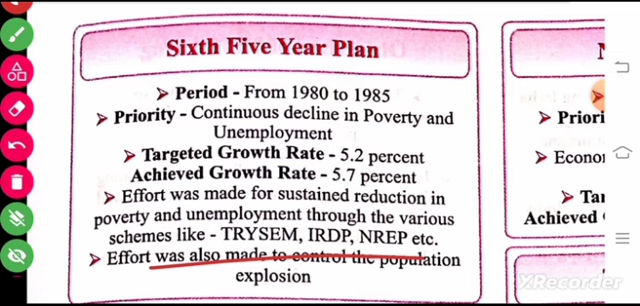 Sixth Five Year Plan
➤ Period - From 1980 to 1985
➤ Priority - Continuous decline in Poverty and
Unemployment
➤ Targeted Growth Rate - 5.2 percent
Achieved Growth Rate - 5.7 percent
➤ Effort was made for sustained reduction in
poverty and unemployment through the various
schemes like - TRYSEM, IRDP, NREP etc.
➤ Effort was also made to control the population
explosion
➤ Priori
➤ Econo
➤ Tar
Achieved
XRecorder